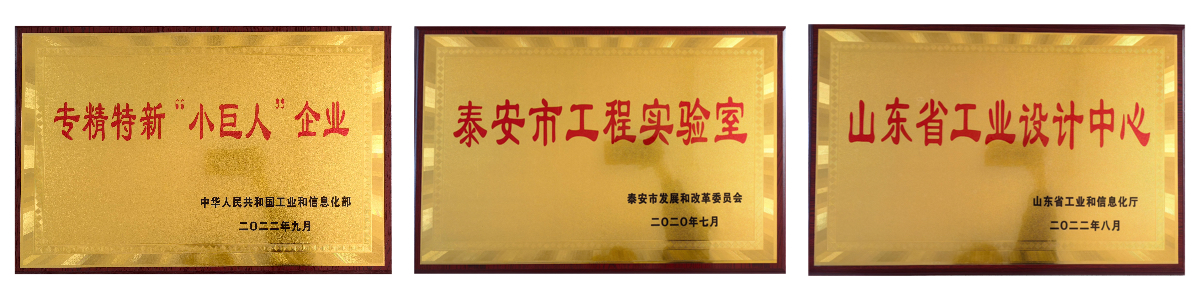 专精特新“小巨人”企业
中华人民共和国工业和信息化部
二〇二二年九月
泰安市工程实验室
泰安市发展和改革委员会
二〇二〇年七月
山东省工业设计中心
山东省工业和信息化厅
二〇二二年八月